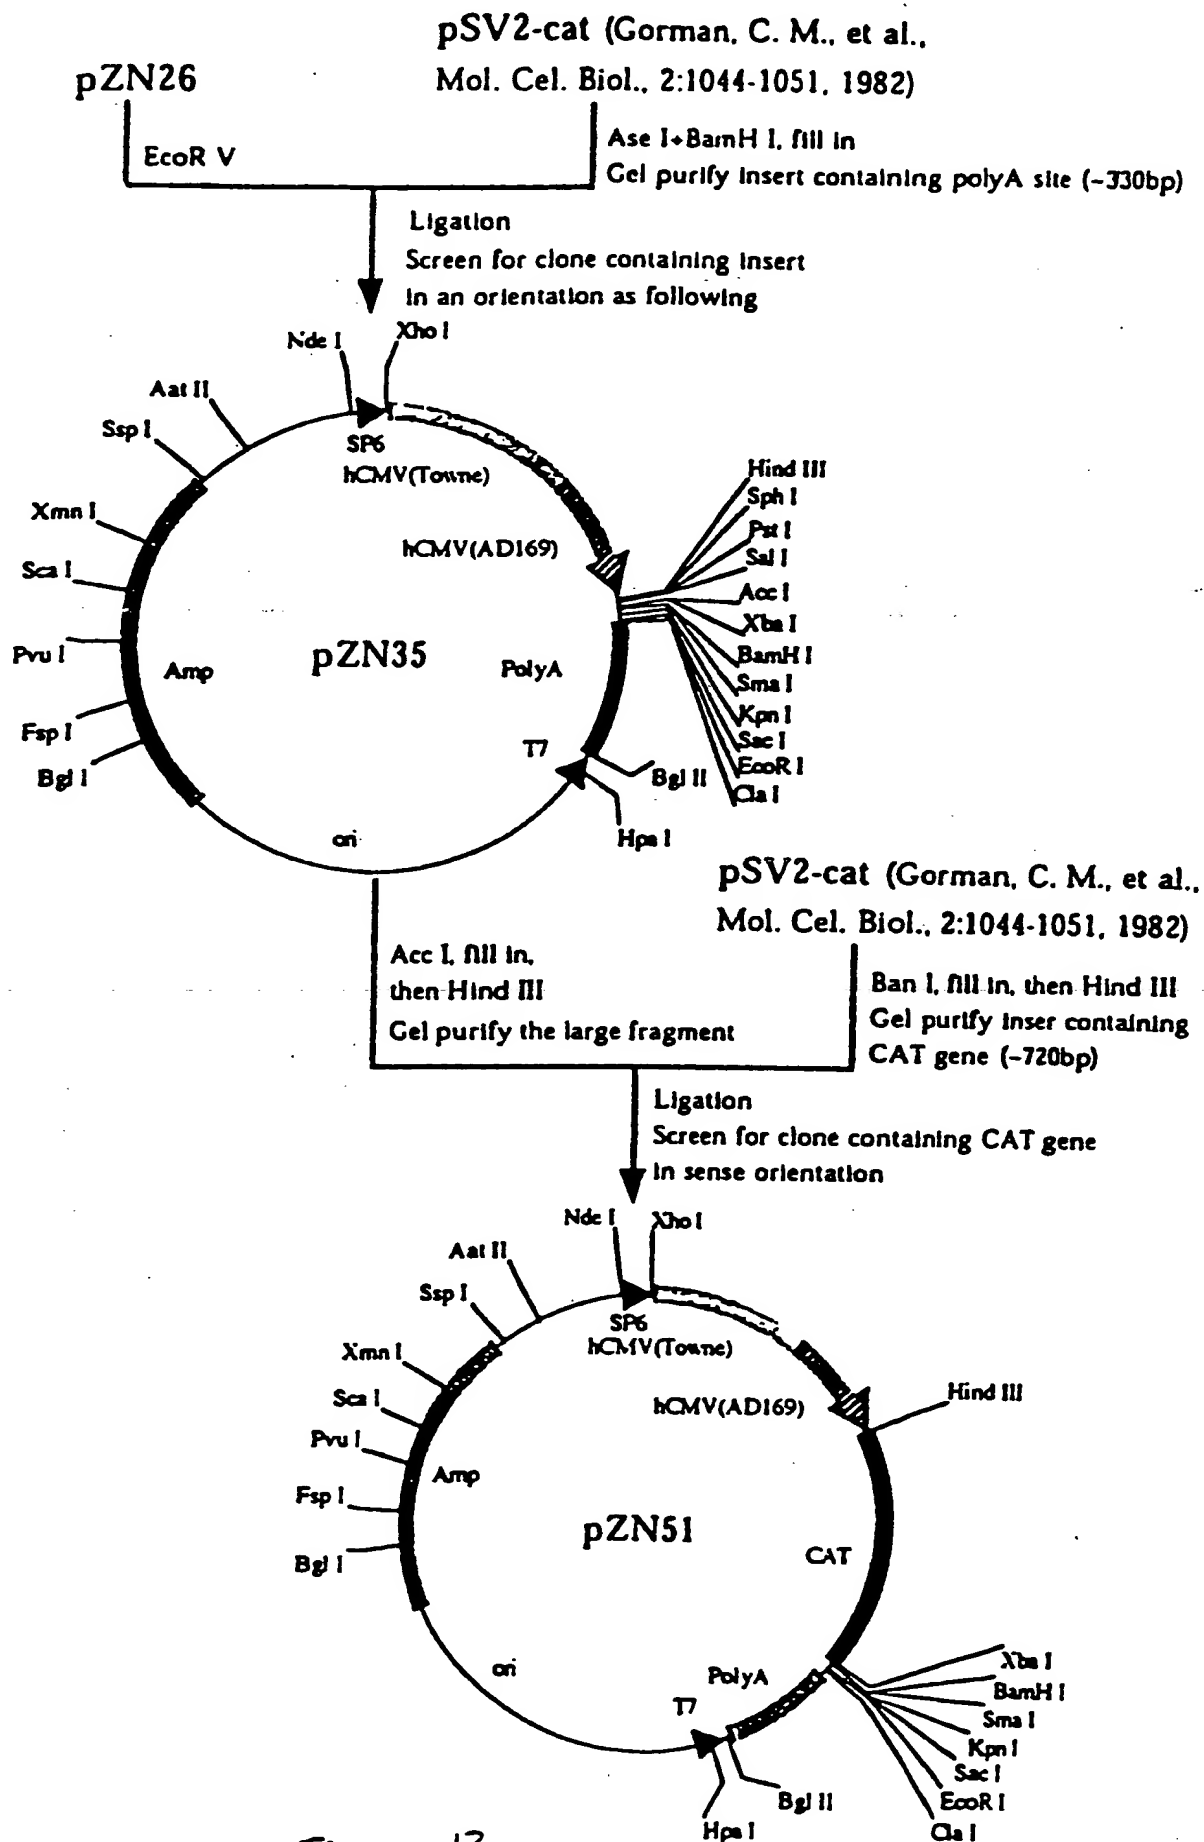 pSV2-cat (Gorman, C. M., et al.,
Mol. Cel. Biol., 2:1044-1051, 1982)
pZN26
EcoR V
Ase I+BamH I, fill in
Gel purify insert containing polyA site (~330bp)
Ligation
Screen for clone containing insert
in an orientation as following
Nde I
Xho I
Aat II
Ssp I
Xmn I
Sca I
Pvu I
Fsp I
Bgl I
SP6
hCMV(Towne)
hCMV(AD169)
pZN35
Amp
PolyA
T7
ori
Hind III
Sph I
Pst I
Sal I
Acc I
Xba I
BamH I
Sma I
Kpn I
Sac I
EcoR I
Cla I
Bgl II
Hpa I
pSV2-cat (Gorman, C. M., et al.,
Mol. Cel. Biol., 2:1044-1051, 1982)
Acc I, fill in,
then Hind III
Gel purify the large fragment
Ban I, fill in, then Hind III
Gel purify inser containing
CAT gene (~720bp)
Ligation
Screen for clone containing CAT gene
in sense orientation
Nde I
Xho I
Aat II
Ssp I
Xmn I
Sca I
Pvu I
Fsp I
Bgl I
SP6
hCMV(Towne)
hCMV(AD169)
Hind III
Amp
pZN51
CAT
ori
PolyA
T7
Xba I
BamH I
Sma I
Kpn I
Sac I
EcoR I
Cla I
Bgl II
Hpa I